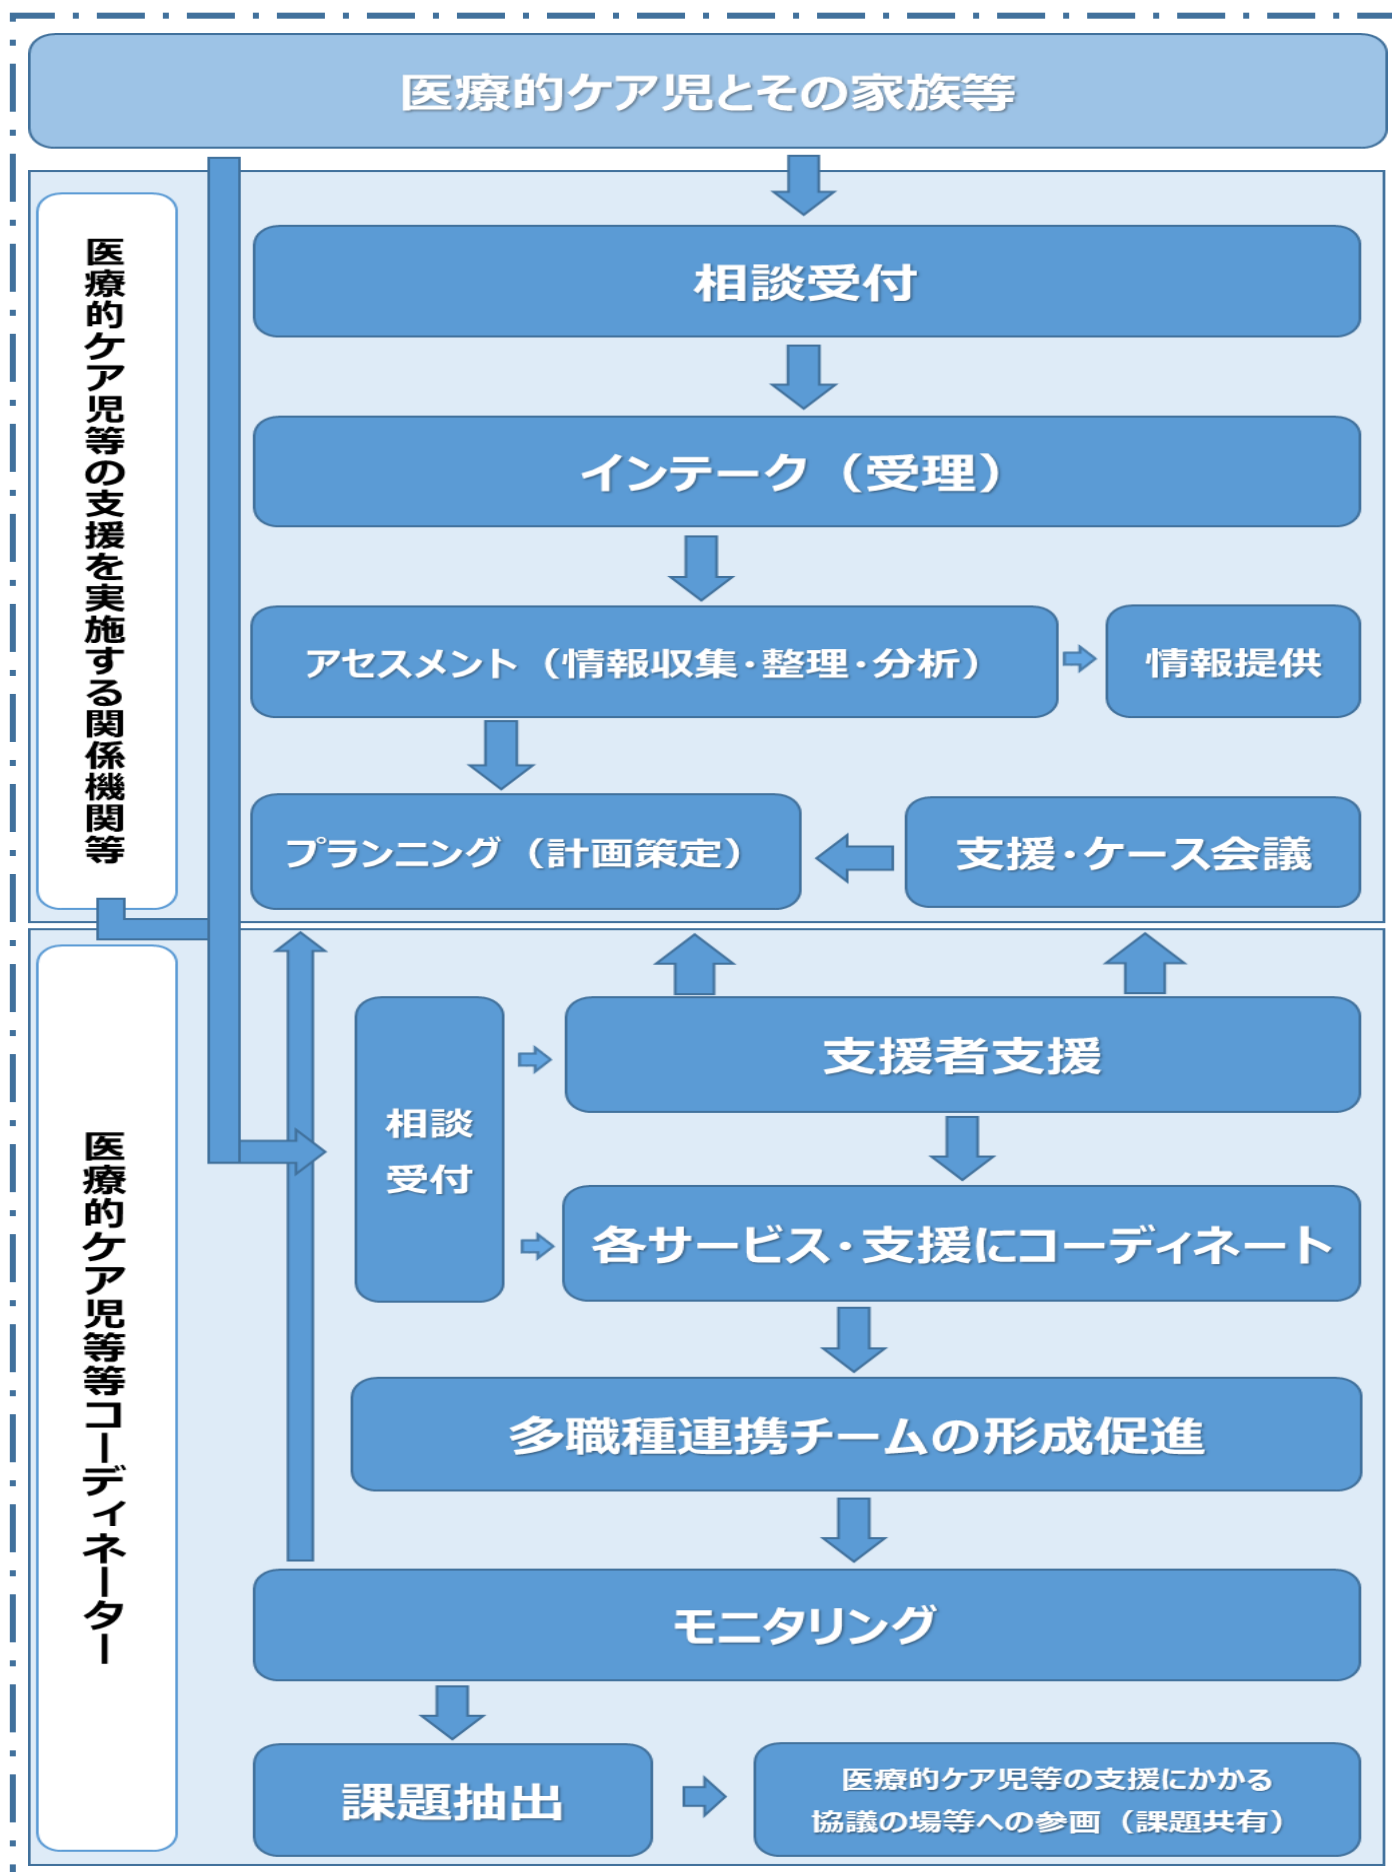 医療的ケア児とその家族等
医療的ケア児等の支援を実施する関係機関等
相談受付
インテーク（受理）
アセスメント（情報収集・整理・分析）
情報提供
プランニング（計画策定）
支援・ケース会議
医療的ケア児等等コーディネーター
相談
受付
支援者支援
各サービス・支援にコーディネート
多職種連携チームの形成促進
モニタリング
課題抽出
医療的ケア児等の支援にかかる
協議の場等への参画（課題共有）